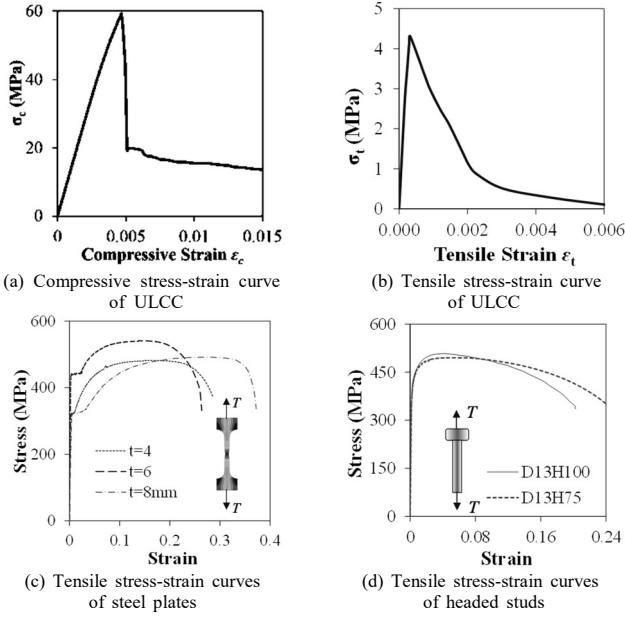 60
40
20
0
σc (MPa)
0
0.005
0.01
0.015
Compressive Strain εc
(a) Compressive stress-strain curve
of ULCC
5
4
3
2
1
0
σt (MPa)
0.000
0.002
0.004
0.006
Tensile Strain εt
(b) Tensile stress-strain curve
of ULCC
600
400
200
0
Stress (MPa)
T
t=4
t=6
t=8mm
T
0
0.1
0.2
0.3
0.4
Strain
(c) Tensile stress-strain curves
of steel plates
600
450
300
150
0
Stress (MPa)
T
D13H100
D13H75
T
0
0.08
0.16
0.24
Strain
(d) Tensile stress-strain curves
of headed studs